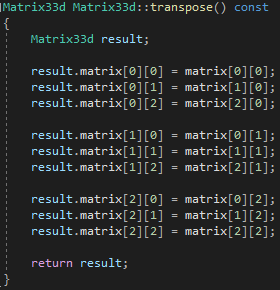 Matrix33d Matrix33d::transpose() const
{
Matrix33d result;
result.matrix[0][0] = matrix[0][0];
result.matrix[0][1] = matrix[1][0];
result.matrix[0][2] = matrix[2][0];
result.matrix[1][0] = matrix[0][1];
result.matrix[1][1] = matrix[1][1];
result.matrix[1][2] = matrix[2][1];
result.matrix[2][0] = matrix[0][2];
result.matrix[2][1] = matrix[1][2];
result.matrix[2][2] = matrix[2][2];
return result;
}